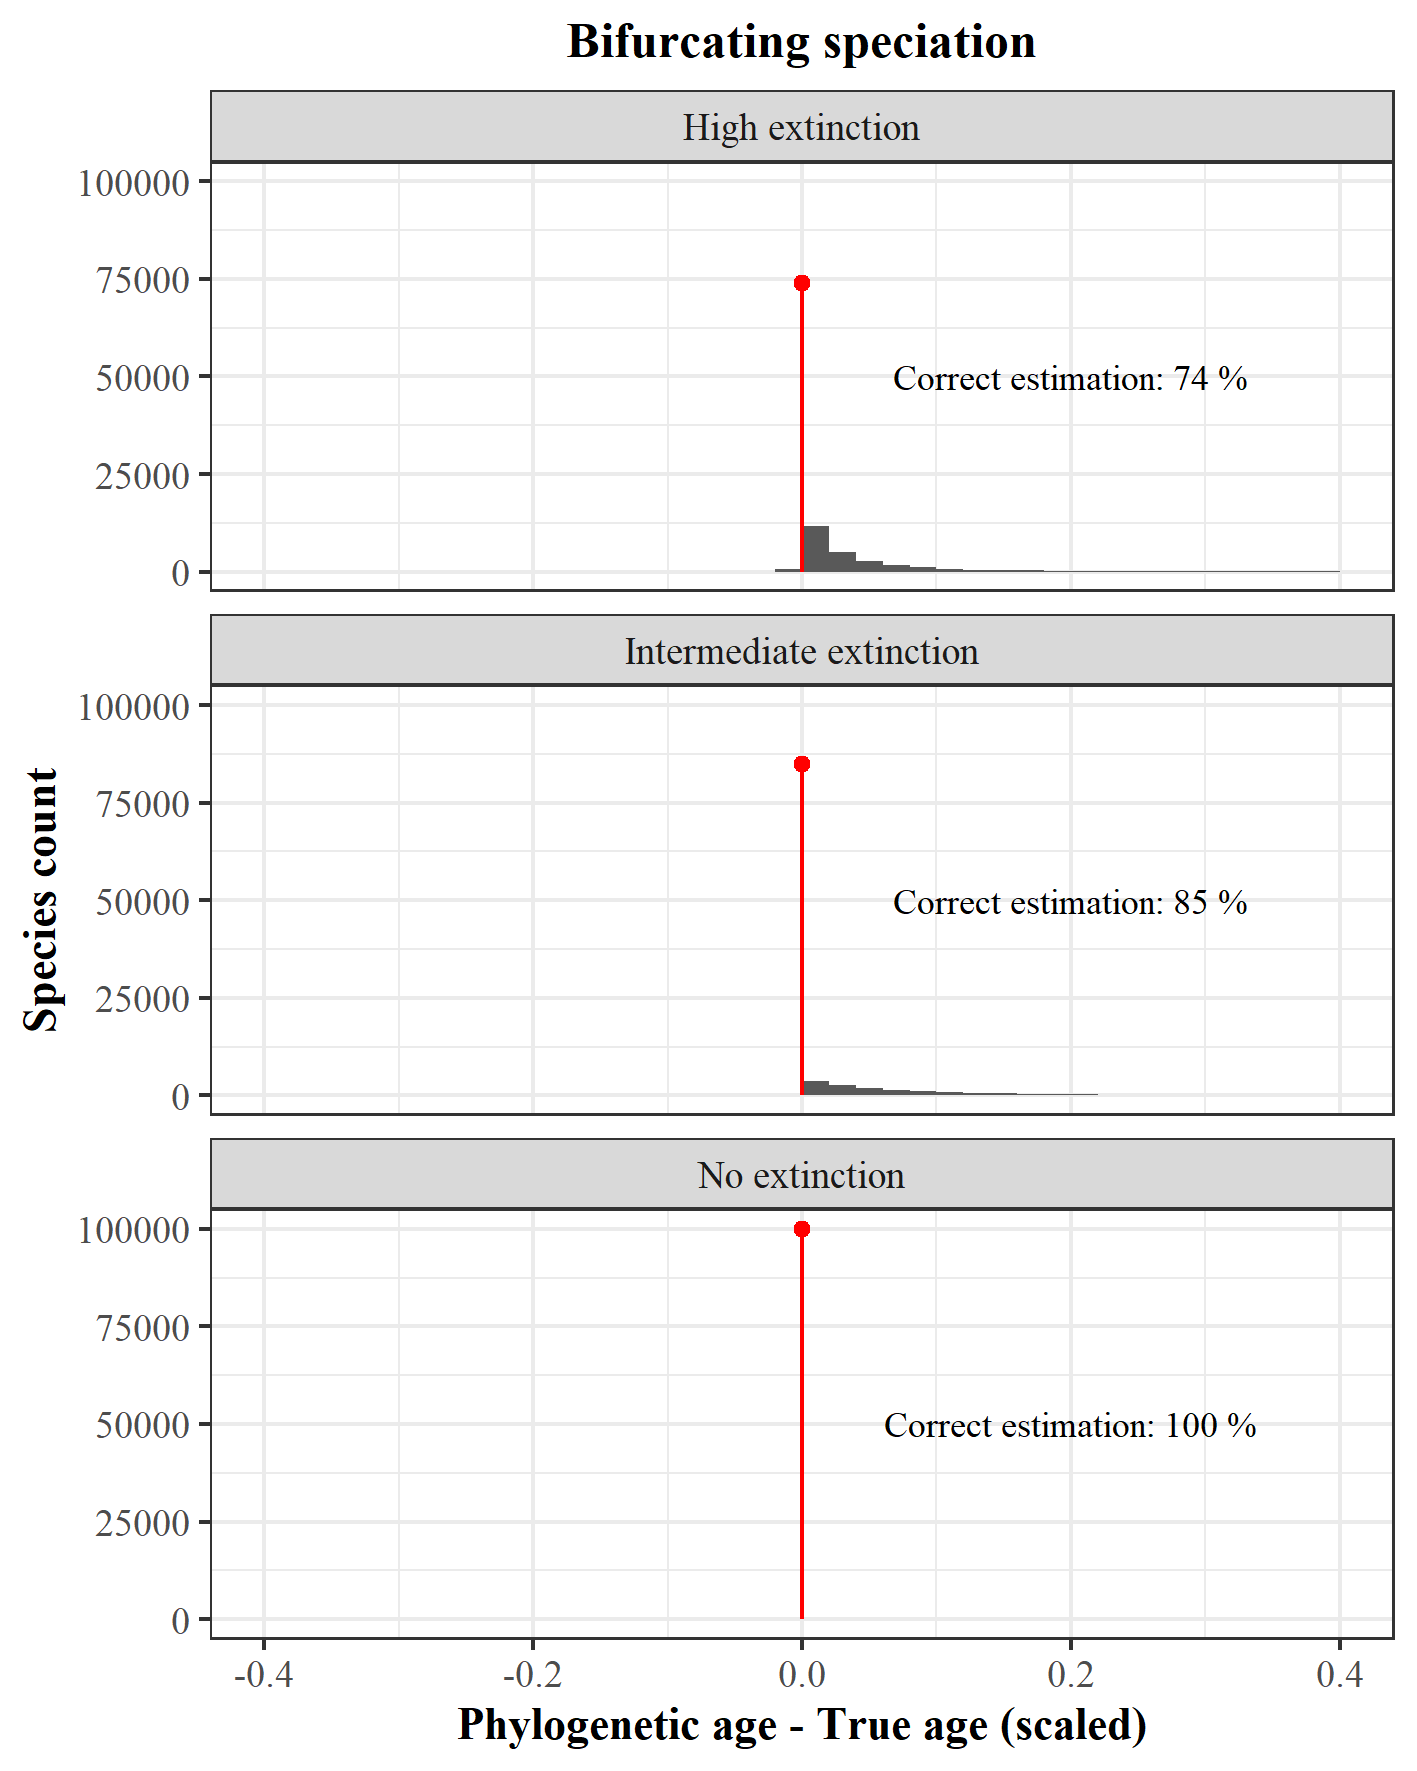 Bifurcating speciation
High extinction
100000
75000
50000
25000
0
Correct estimation: 74 %
Intermediate extinction
100000
75000
50000
25000
0
Correct estimation: 85 %
No extinction
100000
75000
50000
25000
0
Correct estimation: 100 %
Species count
-0.4 -0.2 0.0 0.2 0.4
Phylogenetic age - True age (scaled)